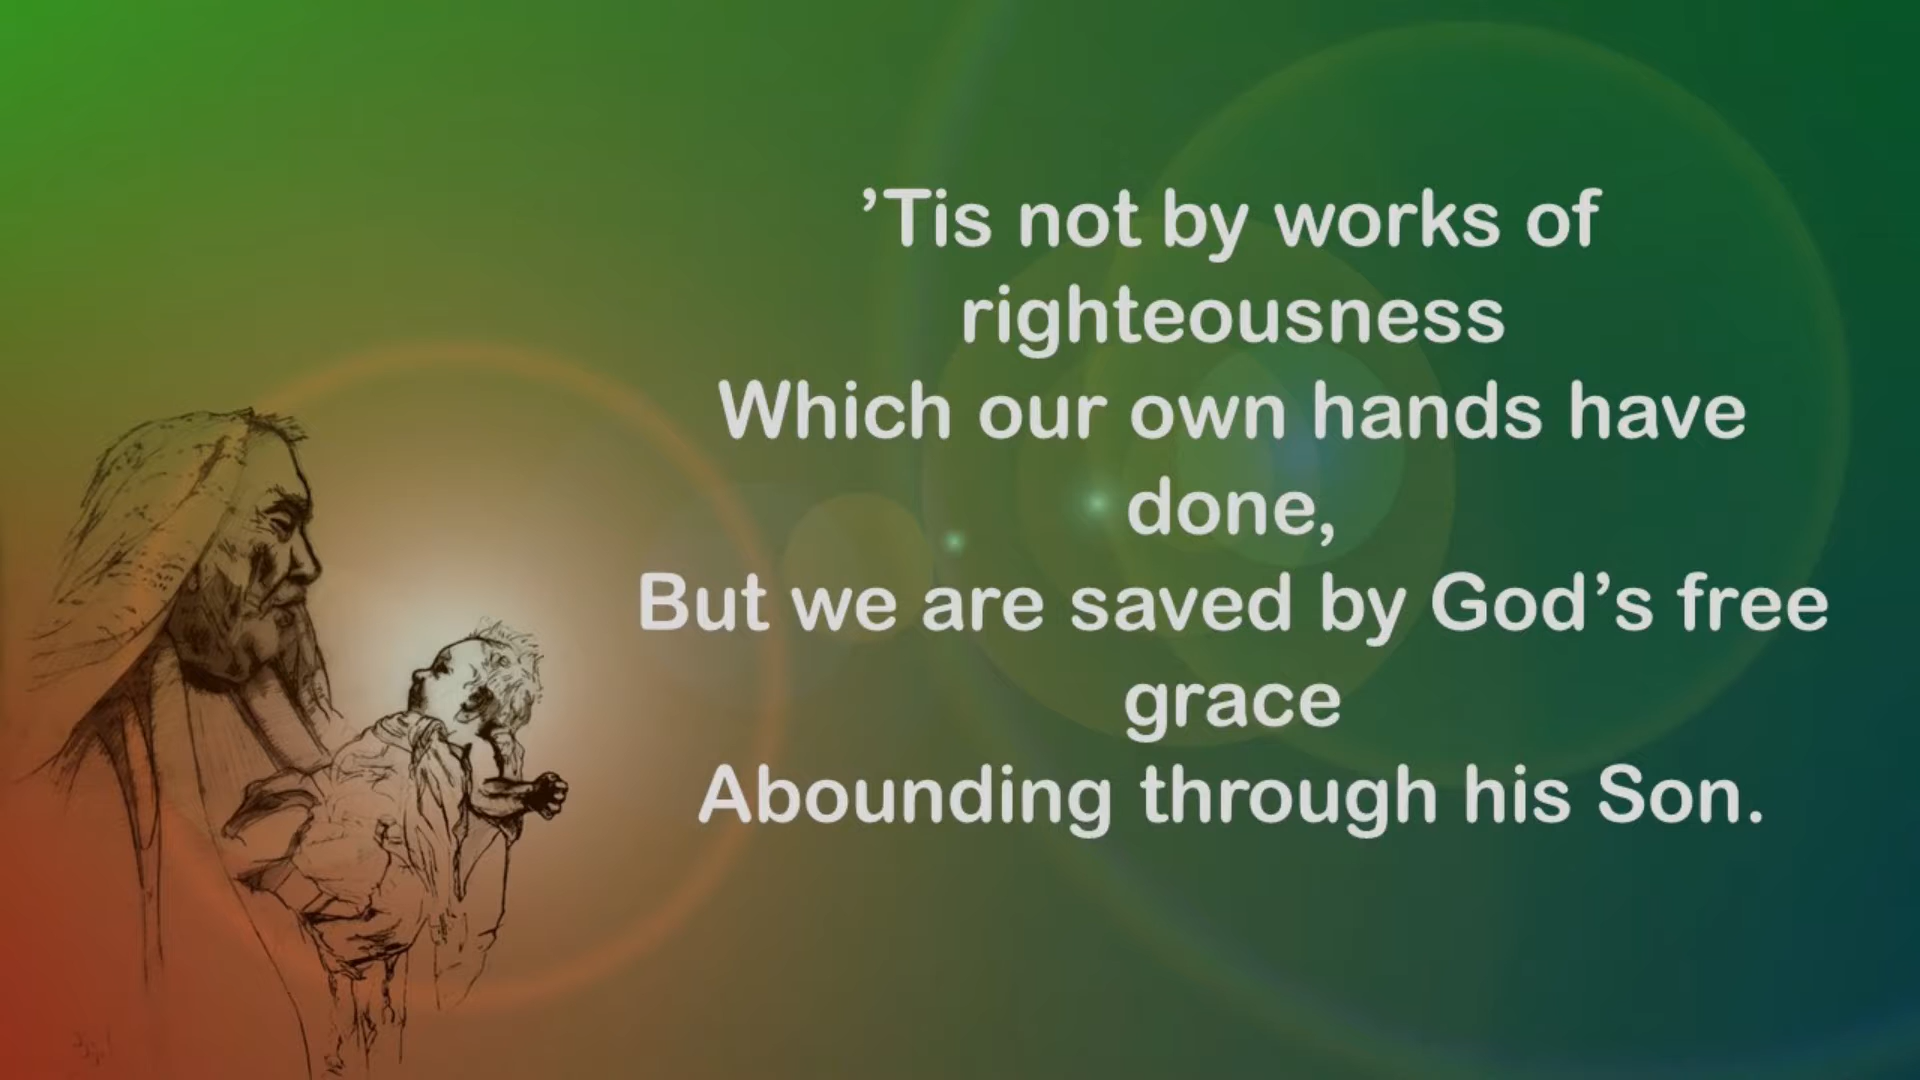 ’Tis not by works of
righteousness
Which our own hands have
done,
But we are saved by God’s free
grace
Abounding through his Son.